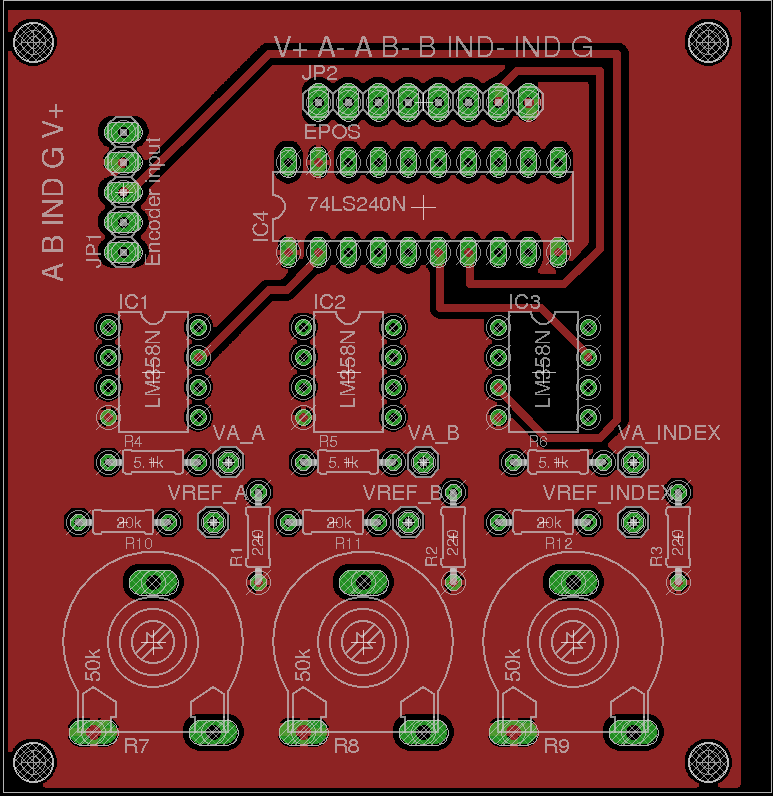 V+ A- A B- B IND- IND G
JP2
EPOS
A B IND G V+
JP1
Encoder input
IC4
74LS240N
IC1
LM358N
IC2
LM358N
IC3
LM358N
R4
5.1k
VA_A
R5
5.1k
VA_B
R6
5.1k
VA_INDEX
VREF_A
VREF_B
VREF_INDEX
20k
R10
R1
220
20k
R11
R2
220
20k
R12
R3
220
50k
R7
50k
R8
50k
R9